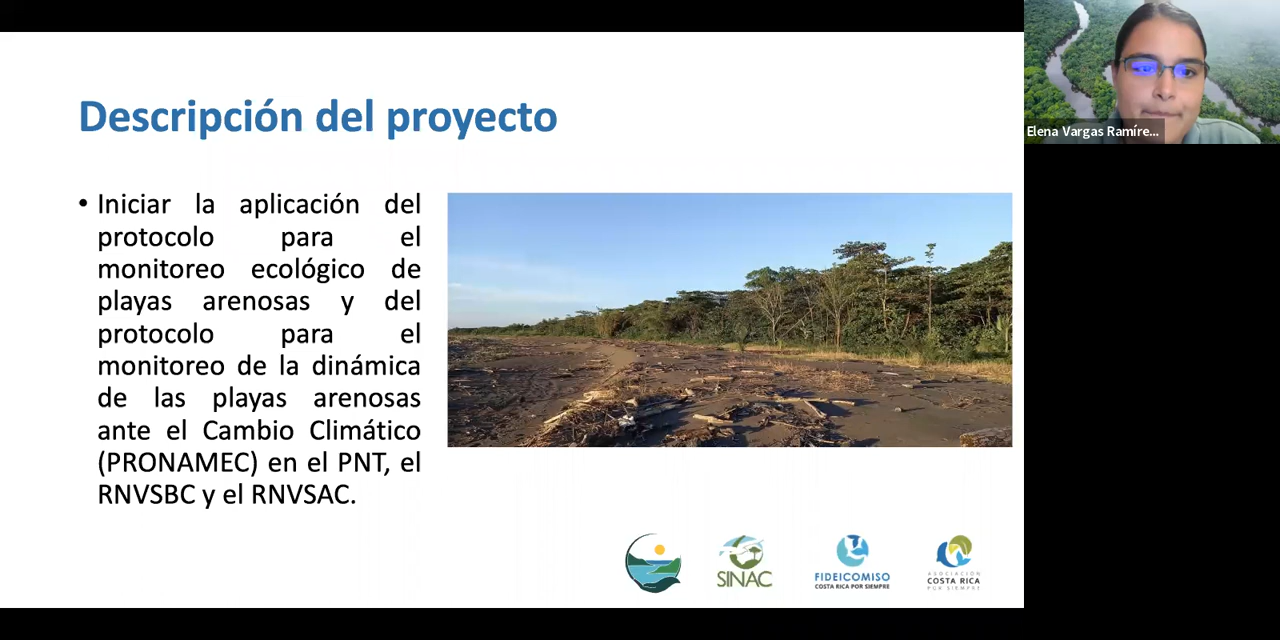 Descripción del proyecto
• Iniciar la aplicación del
protocolo para el
monitoreo ecológico de
playas arenosas y del
protocolo para el
monitoreo de la dinámica
de las playas arenosas
ante el Cambio Climático
(PRONAMEC) en el PNT, el
RNVSBC y el RNVSAC.
Elena Vargas Ramíre...
SINAC
FIDEICOMISO
COSTA RICA POR SIEMPRE
ASOCIACIÓN
COSTA RICA
POR SIEMPRE